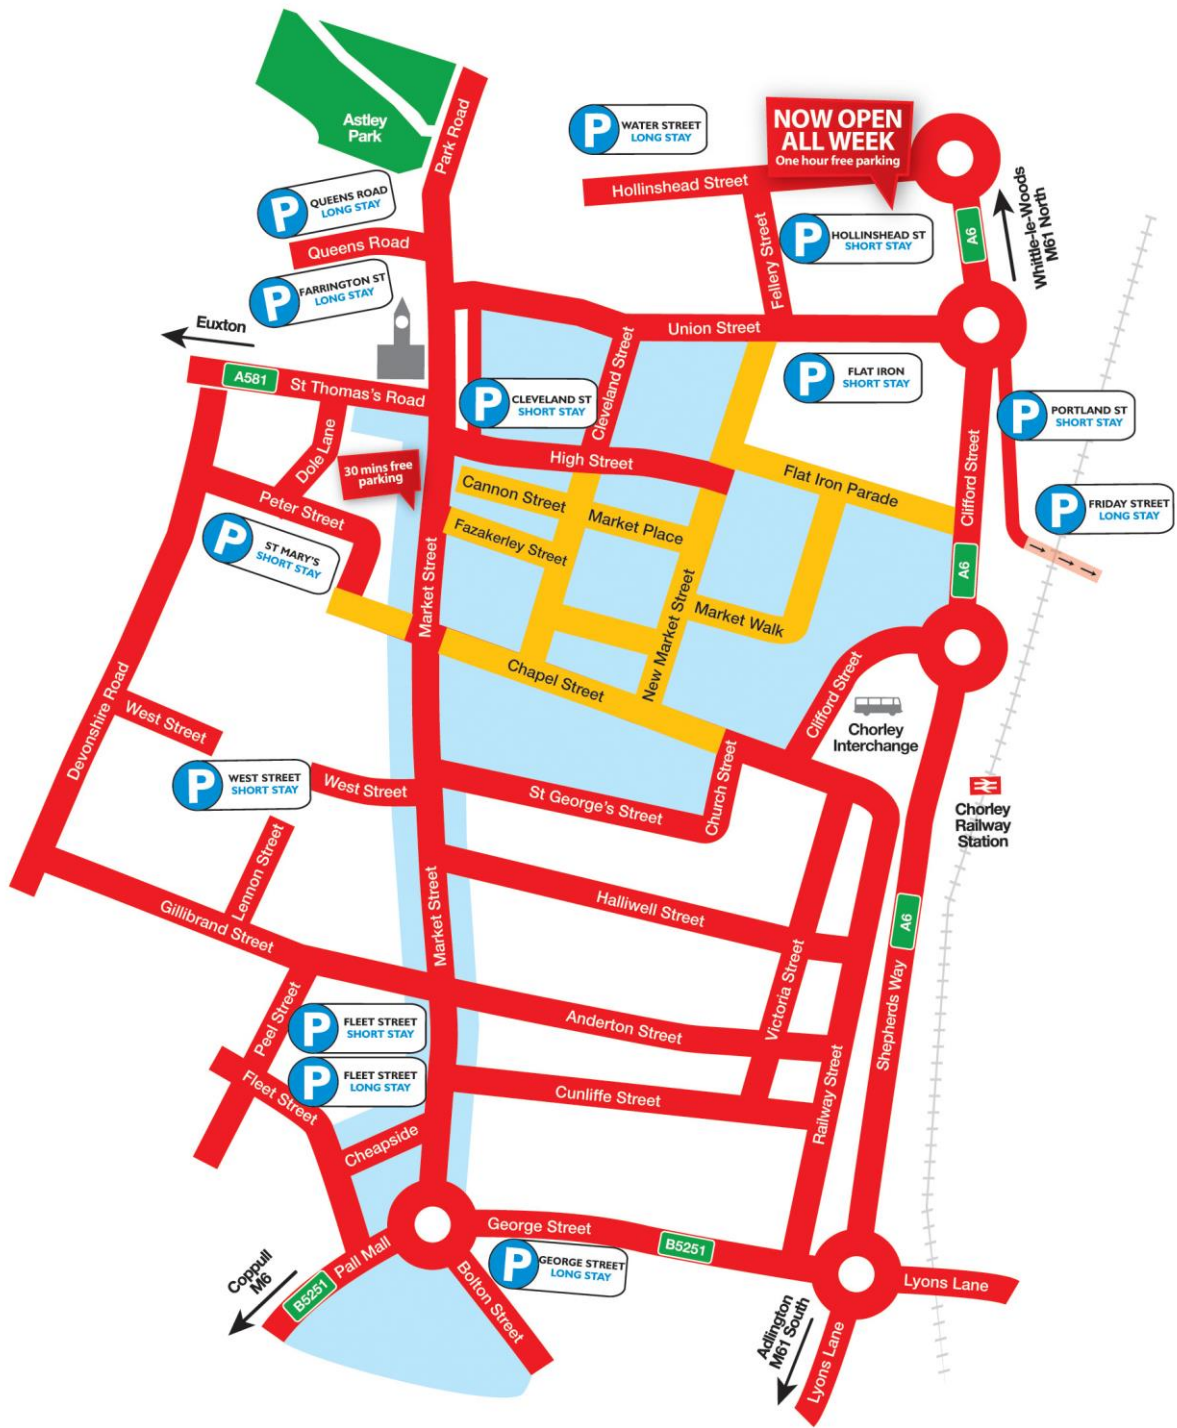 Astley
Park
Park Road
WATER STREET
LONG STAY
NOW OPEN
ALL WEEK
One hour free parking
Hollinshead Street
QUEENS ROAD
LONG STAY
Queens Road
Fellery Street
HOLLINSHEAD ST
SHORT STAY
A6
Whittle-le-Woods
M61 North
FARRINGTON ST
LONG STAY
Euxton
Union Street
A581
St Thomas's Road
CLEVELAND ST
SHORT STAY
Cleveland Street
FLAT IRON
SHORT STAY
PORTLAND ST
SHORT STAY
Dole Lane
30 mins free
parking
High Street
Flat Iron Parade
Clifford Street
Peter Street
Cannon Street
Market Place
FRIDAY STREET
LONG STAY
Fazakerley Street
ST MARY'S
SHORT STAY
Market Street
A6
New Market Street
Market Walk
Chapel Street
Clifford Street
Chorley
Interchange
Devonshire Road
West Street
WEST STREET
SHORT STAY
West Street
St George's Street
Church Street
Chorley
Railway
Station
Lennon Street
Gillibrand Street
Market Street
Halliwell Street
A6
Victoria Street
Peel Street
FLEET STREET
SHORT STAY
Anderton Street
Shepherds Way
FLEET STREET
LONG STAY
Fleet Street
Cunliffe Street
Railway Street
Cheapside
George Street
B5251
Pall Mall
Coppull
M6
B5251
Bolton Street
GEORGE STREET
LONG STAY
Lyons Lane
Adlington
M61 South
Lyons Lane